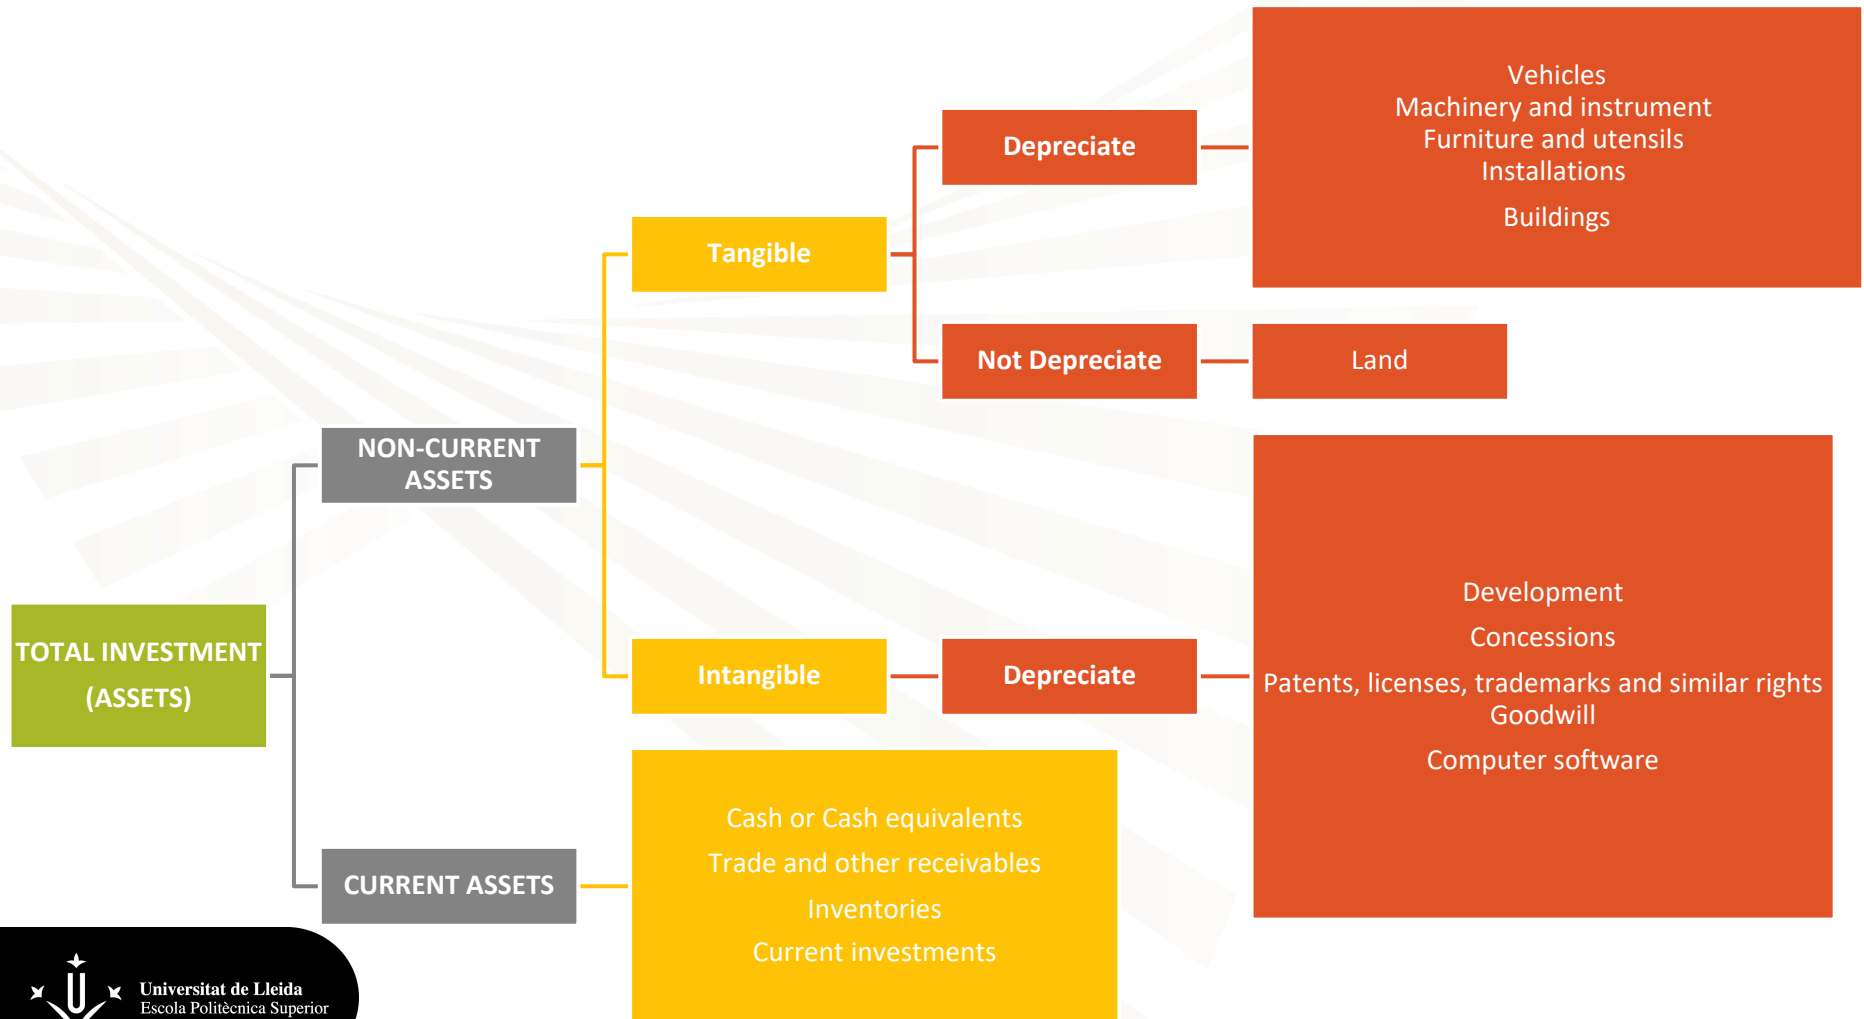 Vehicles
Machinery and instrument
Furniture and utensils
Installations
Buildings
Depreciate
Tangible
Not Depreciate
Land
NON-CURRENT
ASSETS
TOTAL INVESTMENT
(ASSETS)
Intangible
Depreciate
Development
Concessions
Patents, licenses, trademarks and similar rights
Goodwill
Computer software
CURRENT ASSETS
Cash or Cash equivalents
Trade and other receivables
Inventories
Current investments
Universitat de Lleida
Escola Politècnica Superior